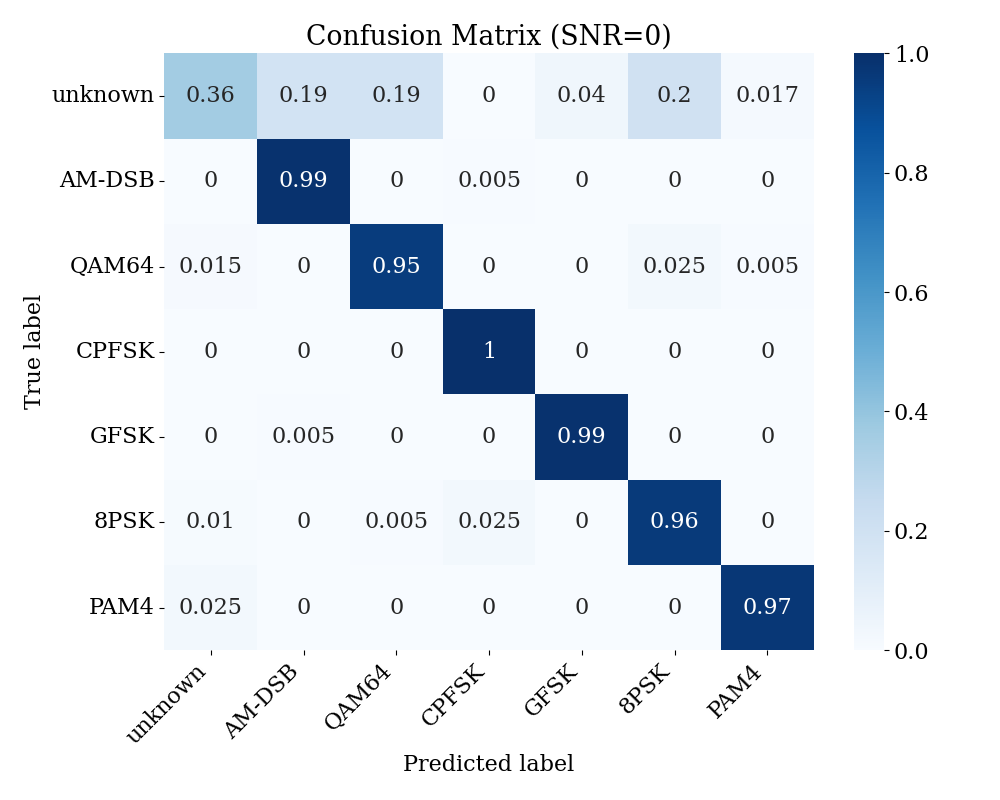 Confusion Matrix (SNR=0)
True label
unknown 0.36 0.19 0.19 0 0.04 0.2 0.017
AM-DSB 0 0.99 0 0.005 0 0 0
QAM64 0.015 0 0.95 0 0 0.025 0.005
CPFSK 0 0 0 1 0 0 0
GFSK 0 0.005 0 0 0.99 0 0
8PSK 0.01 0 0.005 0.025 0 0.96 0
PAM4 0.025 0 0 0 0 0 0.97
unknown AM-DSB QAM64 CPFSK GFSK 8PSK PAM4
Predicted label
1.0
0.8
0.6
0.4
0.2
0.0